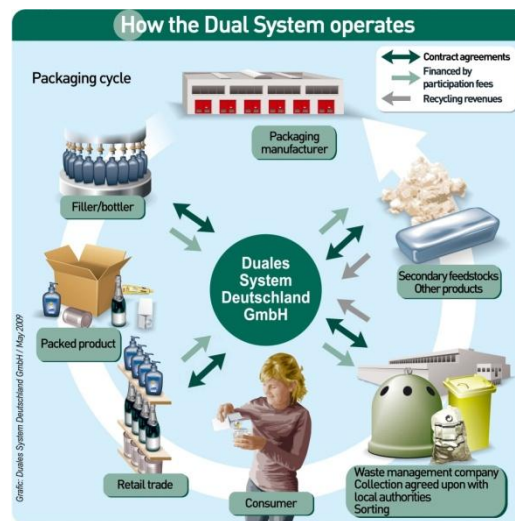 How the Dual System operates
Packaging cycle
Contract agreements
Financed by
participation fees
Recycling revenues
Packaging
manufacturer
Filler/bottler
Duales
System
Deutschland
GmbH
Secondary feedstocks
Other products
Packed product
Retail trade
Consumer
Waste management company
Collection agreed upon with
local authorities
Sorting
Grafic: Duales System Deutschland GmbH / May 2009